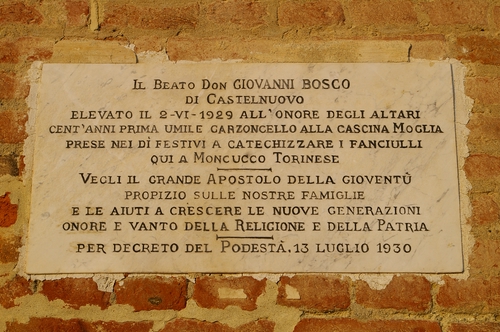 Il Beato Don GIOVANNI BOSCO
di Castelnuovo
elevato il 2-VI-1929 all'onore degli altari
cent'anni prima umile garzoncello alla cascina Moglia
prese nei dì festivi a catechizzare i fanciulli
qui a Moncucco Torinese
Vegli il grande Apostolo della gioventù
propizio sulle nostre famiglie
e le aiuti a crescere le nuove generazioni
onore e vanto della Religione e della Patria
per decreto del Podestà. 13 luglio 1930